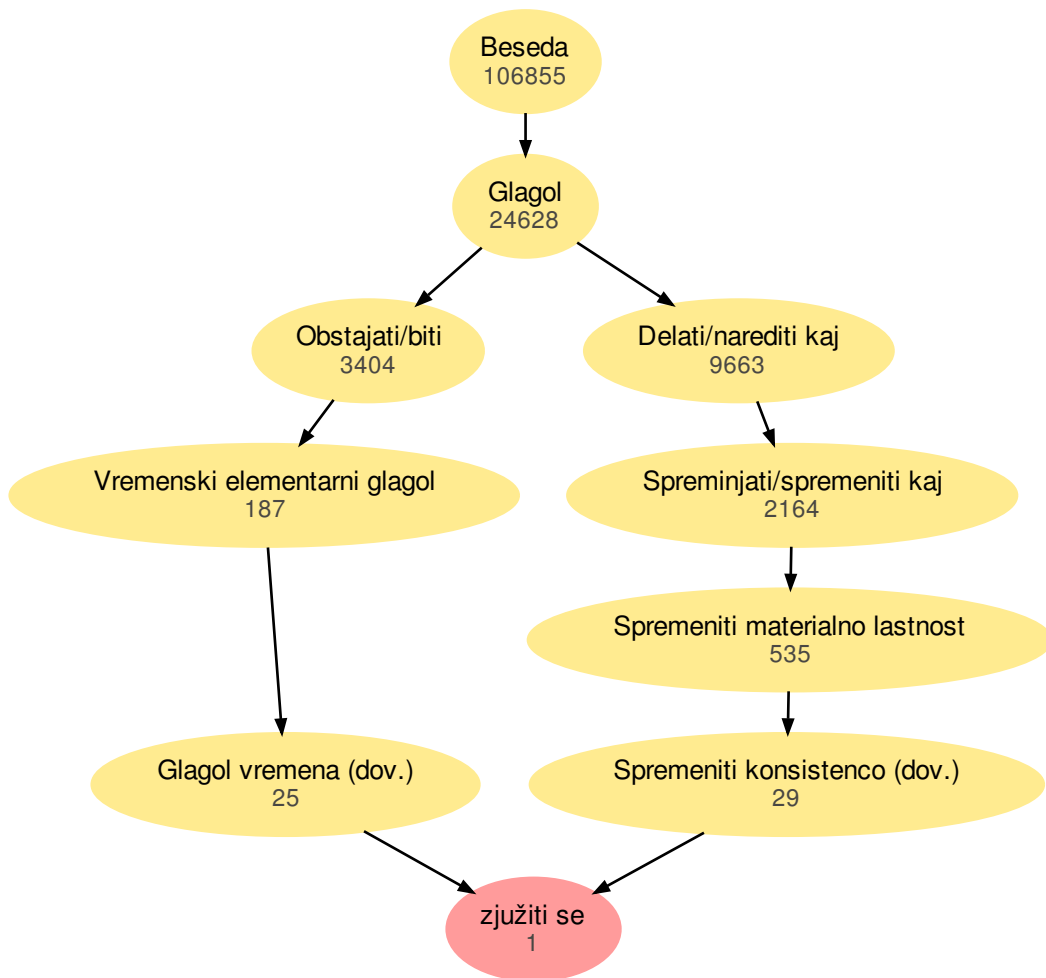 Beseda
106855
Glagol
24628
Obstajati/biti
3404
Delati/narediti kaj
9663
Vremenski elementarni glagol
187
Spreminjati/spremeniti kaj
2164
Spremeniti materialno lastnost
535
Glagol vremena (dov.)
25
Spremeniti konsistenco (dov.)
29
zjužiti se
1